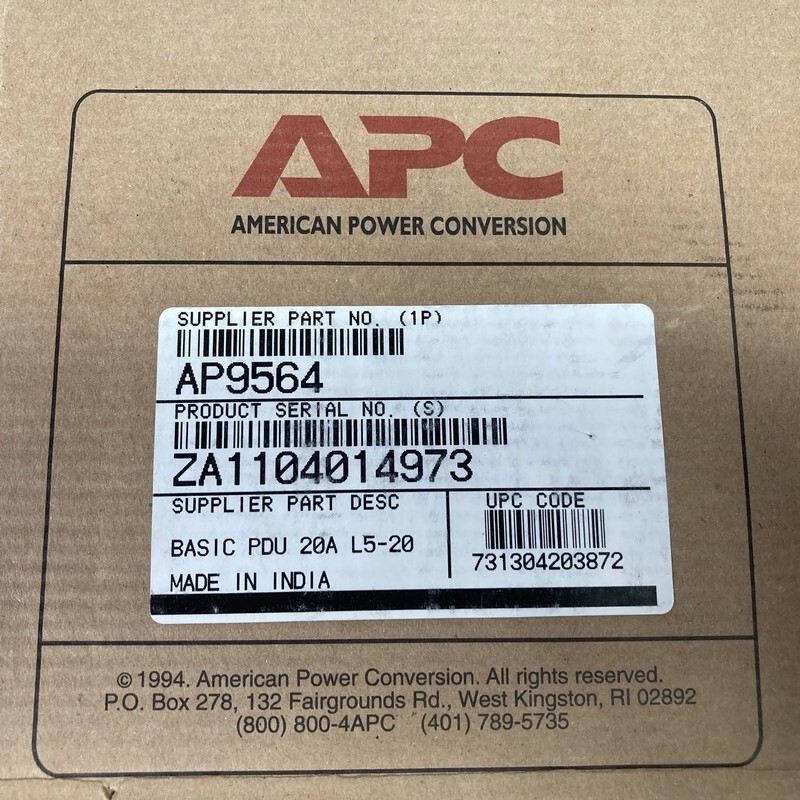 APC
AMERICAN POWER CONVERSION
SUPPLIER PART NO. (1P)
AP9564
PRODUCT SERIAL NO. (S)
ZA1104014973
SUPPLIER PART DESC
UPC CODE
BASIC PDU 20A L5-20
731304203872
MADE IN INDIA
© 1994. American Power Conversion. All rights reserved.
P.O. Box 278, 132 Fairgrounds Rd., West Kingston, RI 02892
(800) 800-4APC (401) 789-5735